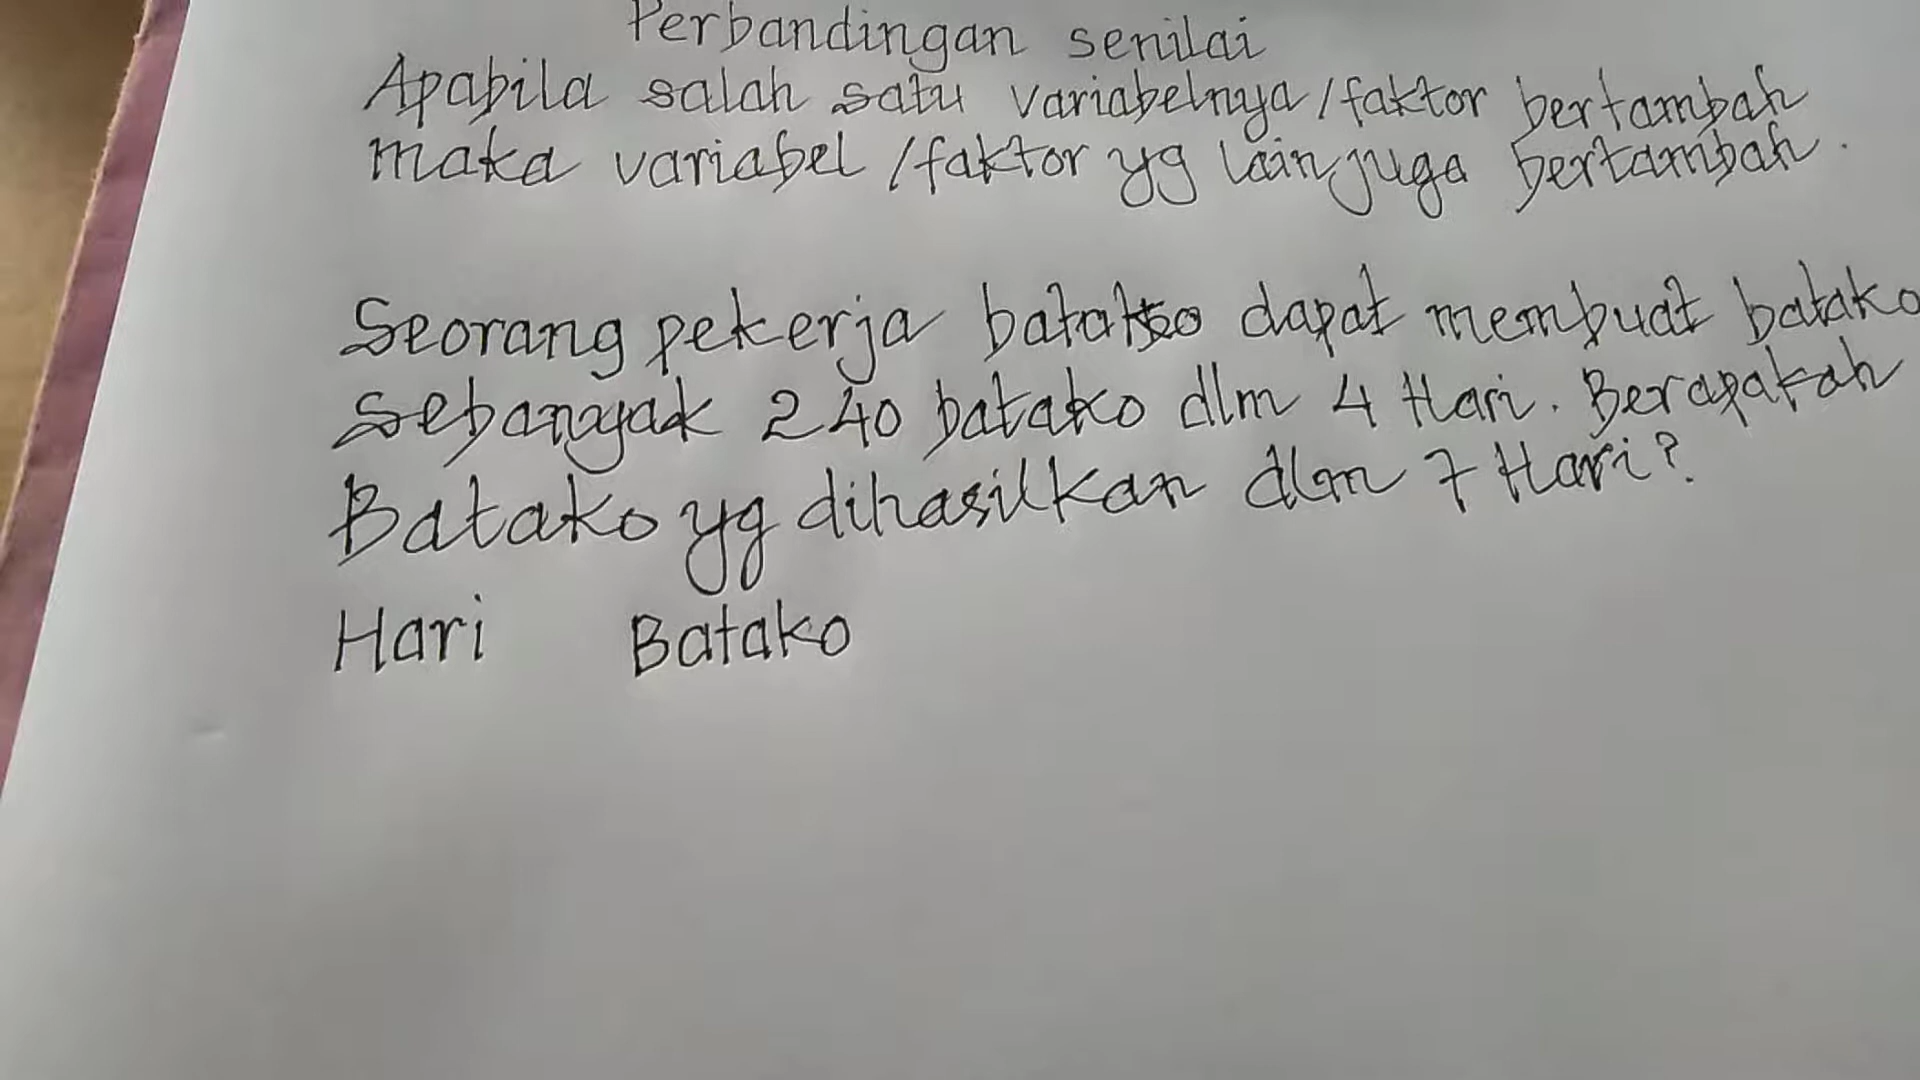 Perbandingan senilai
Apabila salah satu variabelnya/faktor bertambah
maka variabel/faktor yg lain juga bertambah.
Seorang pekerja batako dapat membuat batako
sebanyak 240 batako dlm 4 Hari. Berapakah
Batako yg dihasilkan dlm 7 Hari?
Hari Batako